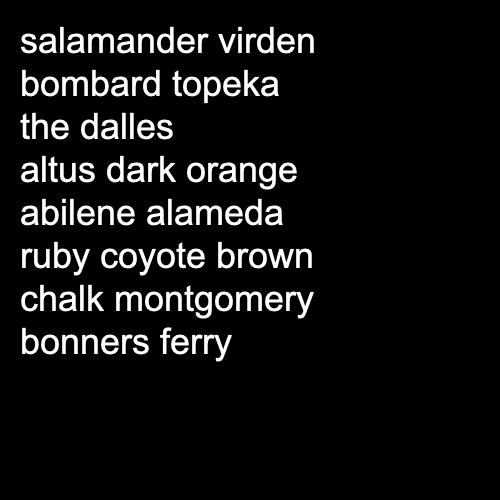 salamander virden
bombard topeka
the dalles
altus dark orange
abilene alameda
ruby coyote brown
chalk montgomery
bonners ferry